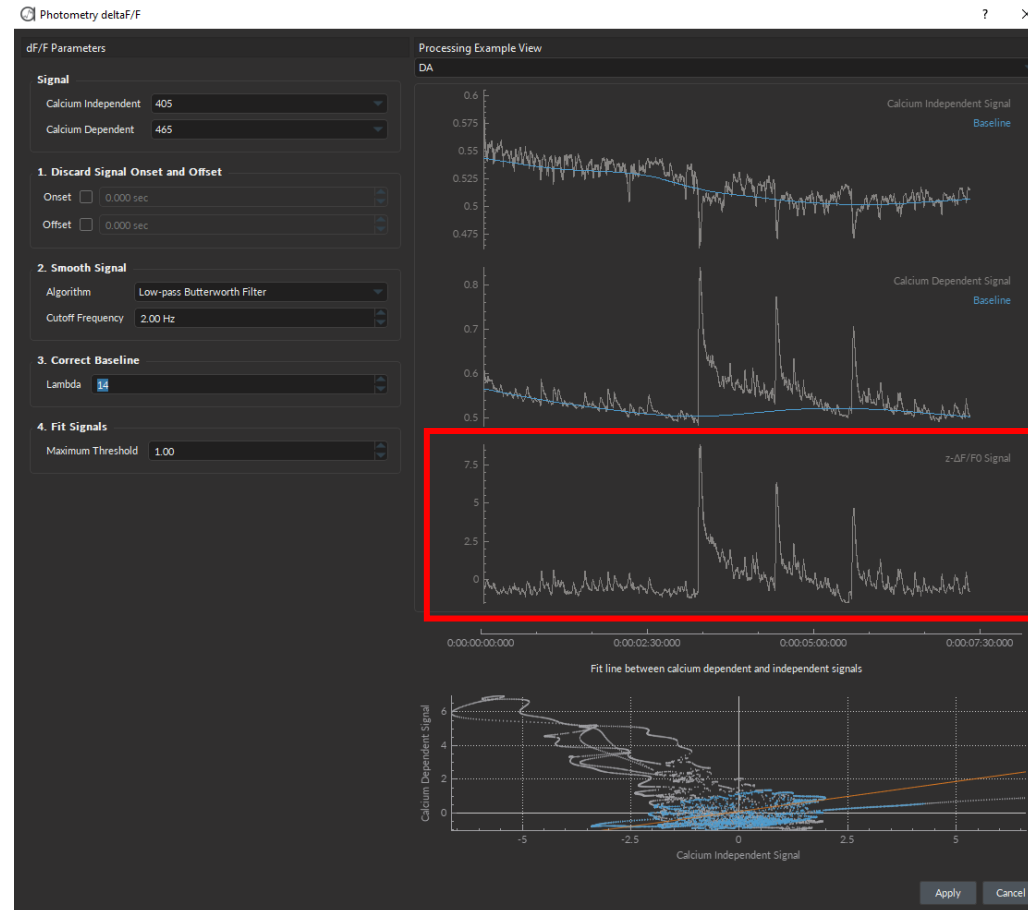 Photometry deltaF/F
?
dF/F Parameters
Signal
Calcium Independent 405
Calcium Dependent 465
1. Discard Signal Onset and Offset
Onset 0.000 sec
Offset 0.000 sec
2. Smooth Signal
Algorithm Low-pass Butterworth Filter
Cutoff Frequency 2.00 Hz
3. Correct Baseline
Lambda 14
4. Fit Signals
Maximum Threshold 1.00
Processing Example View
DA
Calcium Independent Signal
Baseline
0.6
0.575
0.55
0.525
0.5
0.475
Calcium Dependent Signal
Baseline
0.8
0.7
0.6
0.5
z-ΔF/F0 Signal
7.5
5
2.5
0
0:00:00:00:000 0:00:02:30:000 0:00:05:00:000 0:00:07:30:000
Fit line between calcium dependent and independent signals
Calcium Dependent Signal
6
4
2
0
-5 -2.5 0 2.5 5
Calcium Independent Signal
Apply Cancel